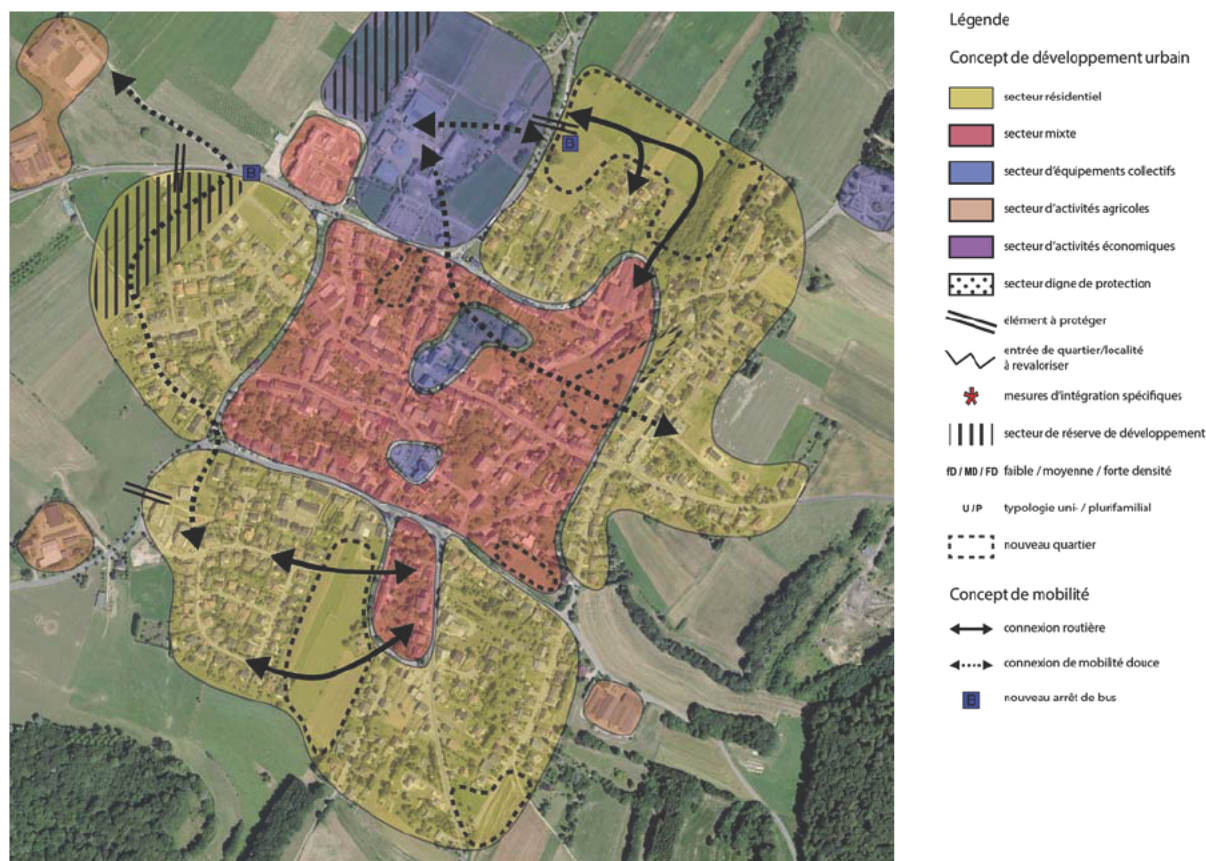 Légende
Concept de développement urbain
secteur résidentiel
secteur mixte
secteur d'équipements collectifs
secteur d'activités agricoles
secteur d'activités économiques
secteur digne de protection
élément à protéger
entrée de quartier/localité
à revaloriser
mesures d'intégration spécifiques
secteur de réserve de développement
fD / MD / FD faible / moyenne / forte densité
U / P typologie uni- / plurifamilial
nouveau quartier
Concept de mobilité
connexion routière
connexion de mobilité douce
B nouveau arrêt de bus
B
B